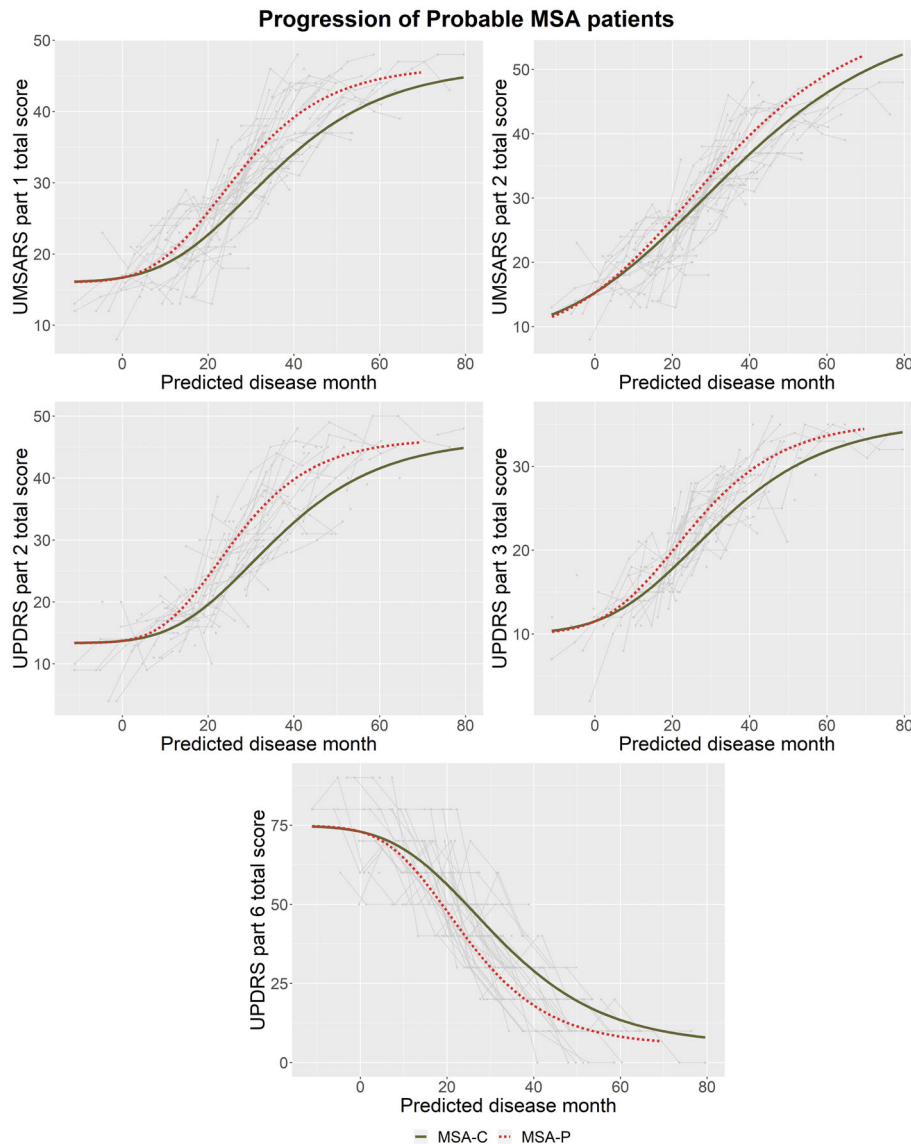 Progression of Probable MSA patients
50
40
30
20
10
UMSARS part 1 total score
0 20 40 60 80
Predicted disease month
50
40
30
20
10
UMSARS part 2 total score
0 20 40 60 80
Predicted disease month
50
40
30
20
10
UPDRS part 2 total score
0 20 40 60 80
Predicted disease month
30
20
10
UPDRS part 3 total score
0 20 40 60 80
Predicted disease month
75
50
25
0
UPDRS part 6 total score
0 20 40 60 80
Predicted disease month
MSA-C MSA-P